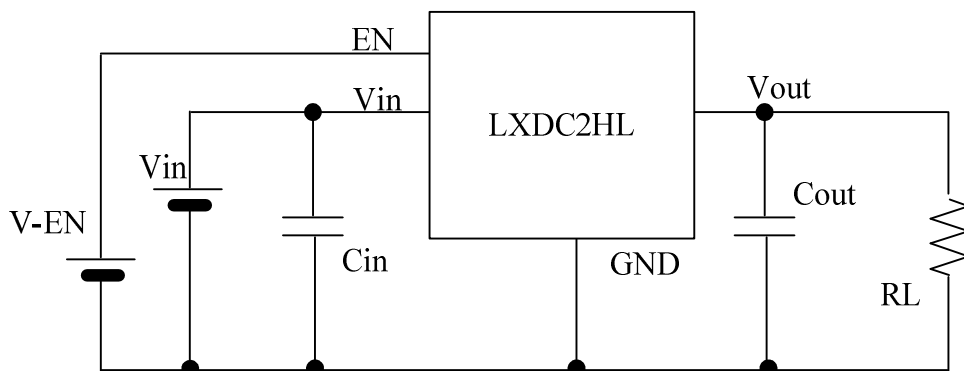 EN
Vin
Vout
LXDC2HL
Vin
V-EN
Cin
GND
Cout
RL